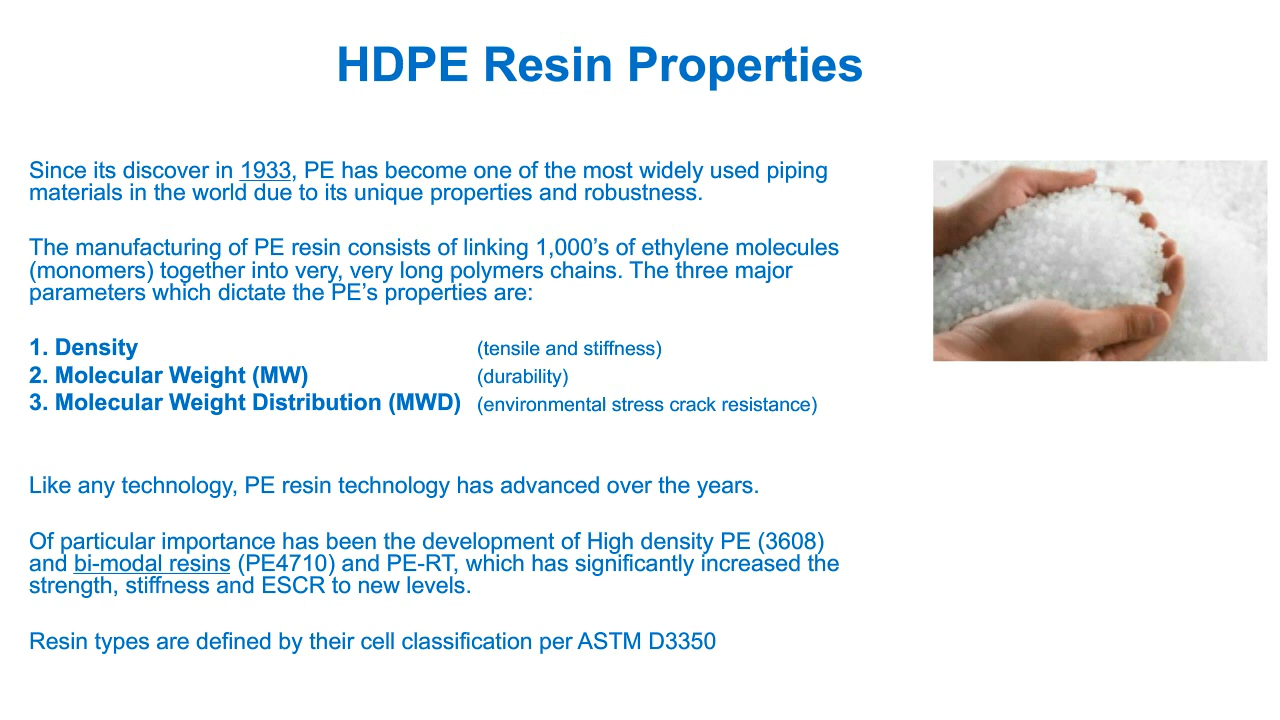 HDPE Resin Properties
Since its discover in 1933, PE has become one of the most widely used piping
materials in the world due to its unique properties and robustness.
The manufacturing of PE resin consists of linking 1,000’s of ethylene molecules
(monomers) together into very, very long polymers chains. The three major
parameters which dictate the PE’s properties are:
1. Density (tensile and stiffness)
2. Molecular Weight (MW) (durability)
3. Molecular Weight Distribution (MWD) (environmental stress crack resistance)
Like any technology, PE resin technology has advanced over the years.
Of particular importance has been the development of High density PE (3608)
and bi-modal resins (PE4710) and PE-RT, which has significantly increased the
strength, stiffness and ESCR to new levels.
Resin types are defined by their cell classification per ASTM D3350